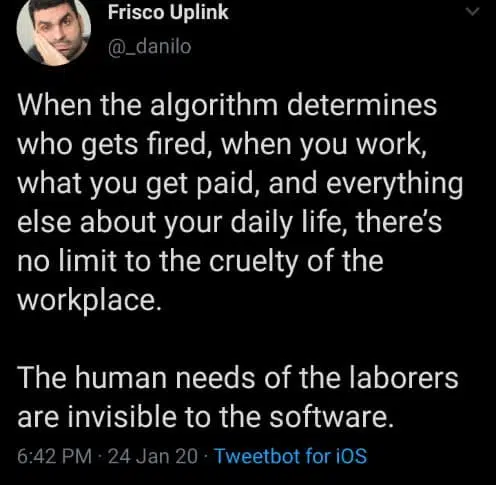 Frisco Uplink
@_danilo
When the algorithm determines
who gets fired, when you work,
what you get paid, and everything
else about your daily life, there's
no limit to the cruelty of the
workplace.
The human needs of the laborers
are invisible to the software.
6:42 PM · 24 Jan 20 · Tweetbot for iOS